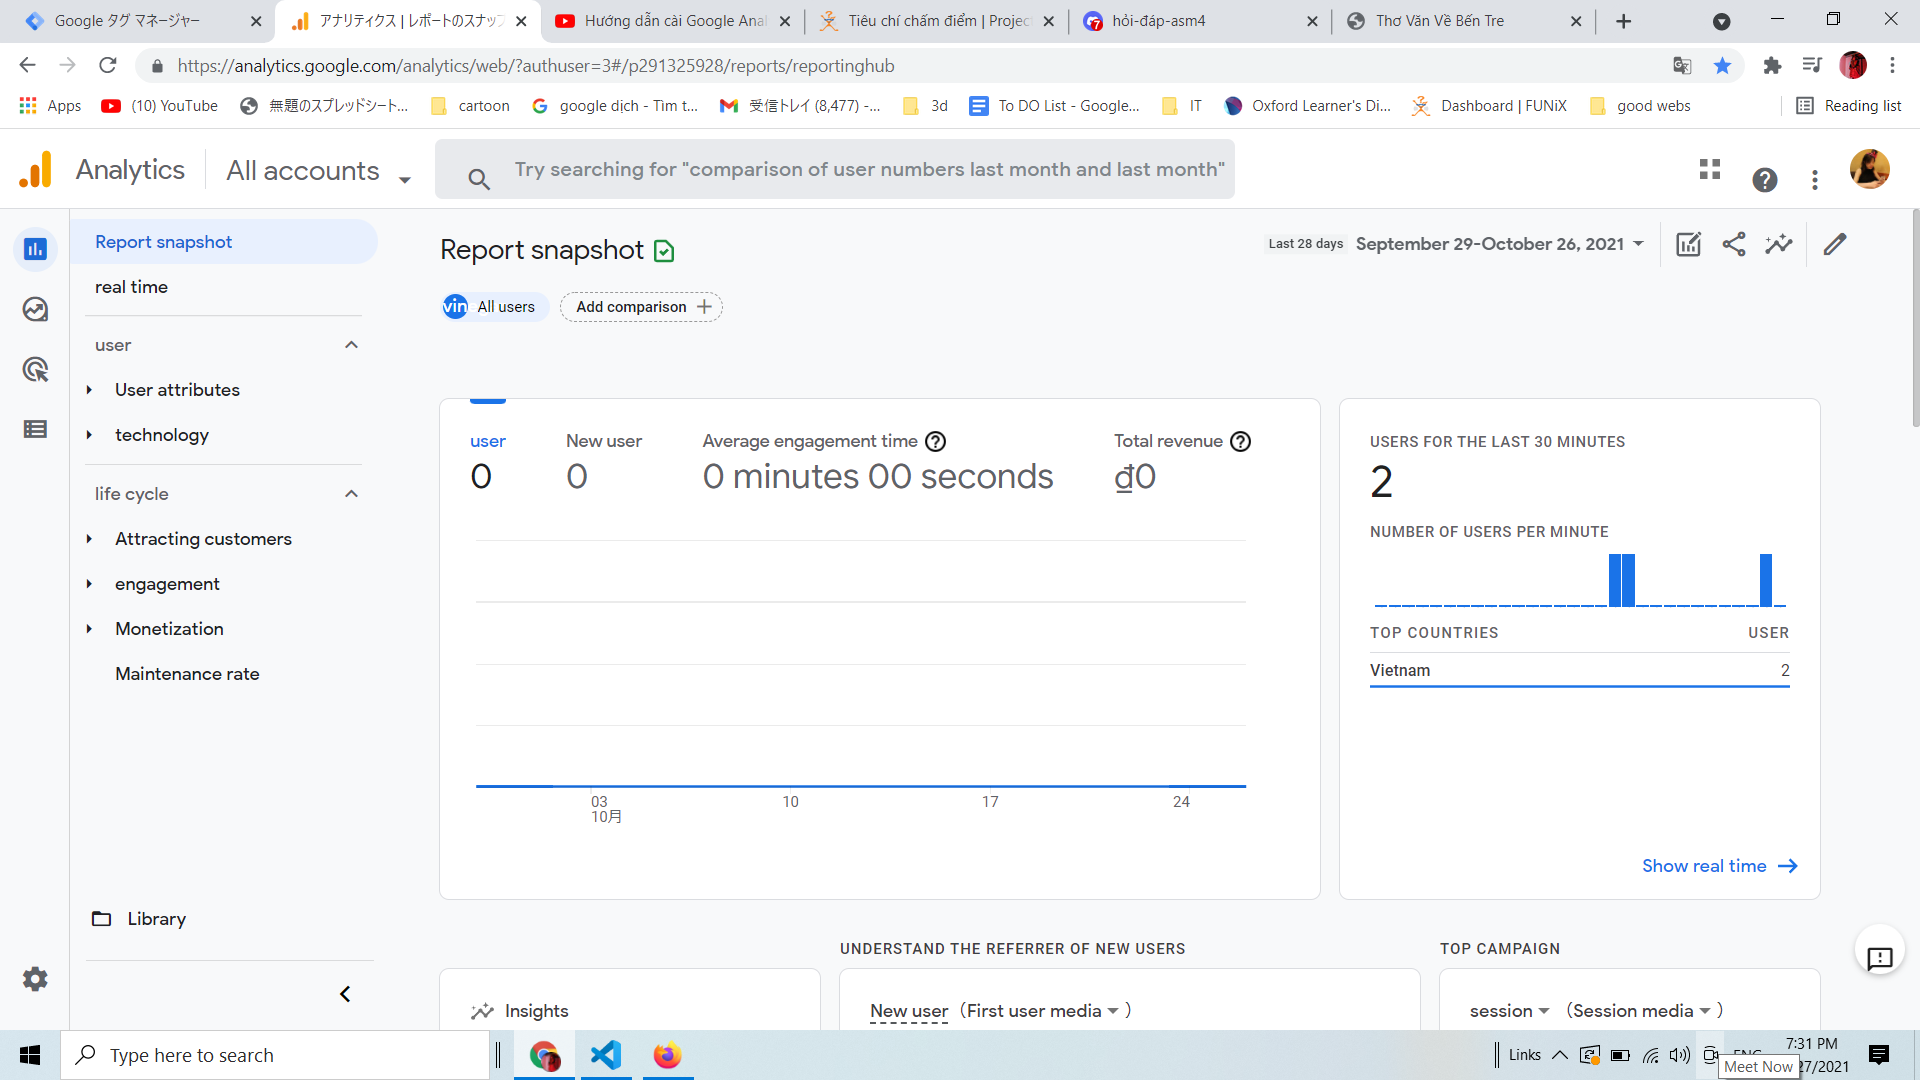 Google タグ マネージャー
アナリティクス | レポートのスナップ
Hướng dẫn cài Google Anal
Tiêu chí chấm điểm | Project
hỏi-đáp-asm4
Thơ Văn Về Bến Tre
https://analytics.google.com/analytics/web/?authuser=3#/p291325928/reports/reportinghub
Apps
(10) YouTube
無題のスプレッドシート...
cartoon
google dịch - Tìm t...
受信トレイ (8,477) -...
3d
To DO List - Google...
IT
Oxford Learner's Di...
Dashboard | FUNiX
good webs
Reading list
Analytics
All accounts
Try searching for "comparison of user numbers last month and last month"
Report snapshot
real time
user
User attributes
technology
life cycle
Attracting customers
engagement
Monetization
Maintenance rate
Library
Report snapshot
Last 28 days
September 29-October 26, 2021
vin
All users
Add comparison
user
0
New user
0
Average engagement time
0 minutes 00 seconds
Total revenue
₫0
03
10月
10
17
24
USERS FOR THE LAST 30 MINUTES
2
NUMBER OF USERS PER MINUTE
TOP COUNTRIES
USER
Vietnam
2
Show real time
UNDERSTAND THE REFERRER OF NEW USERS
TOP CAMPAIGN
Insights
New user (First user media )
session (Session media )
Type here to search
Links
7:31 PM
27/2021
Meet Now